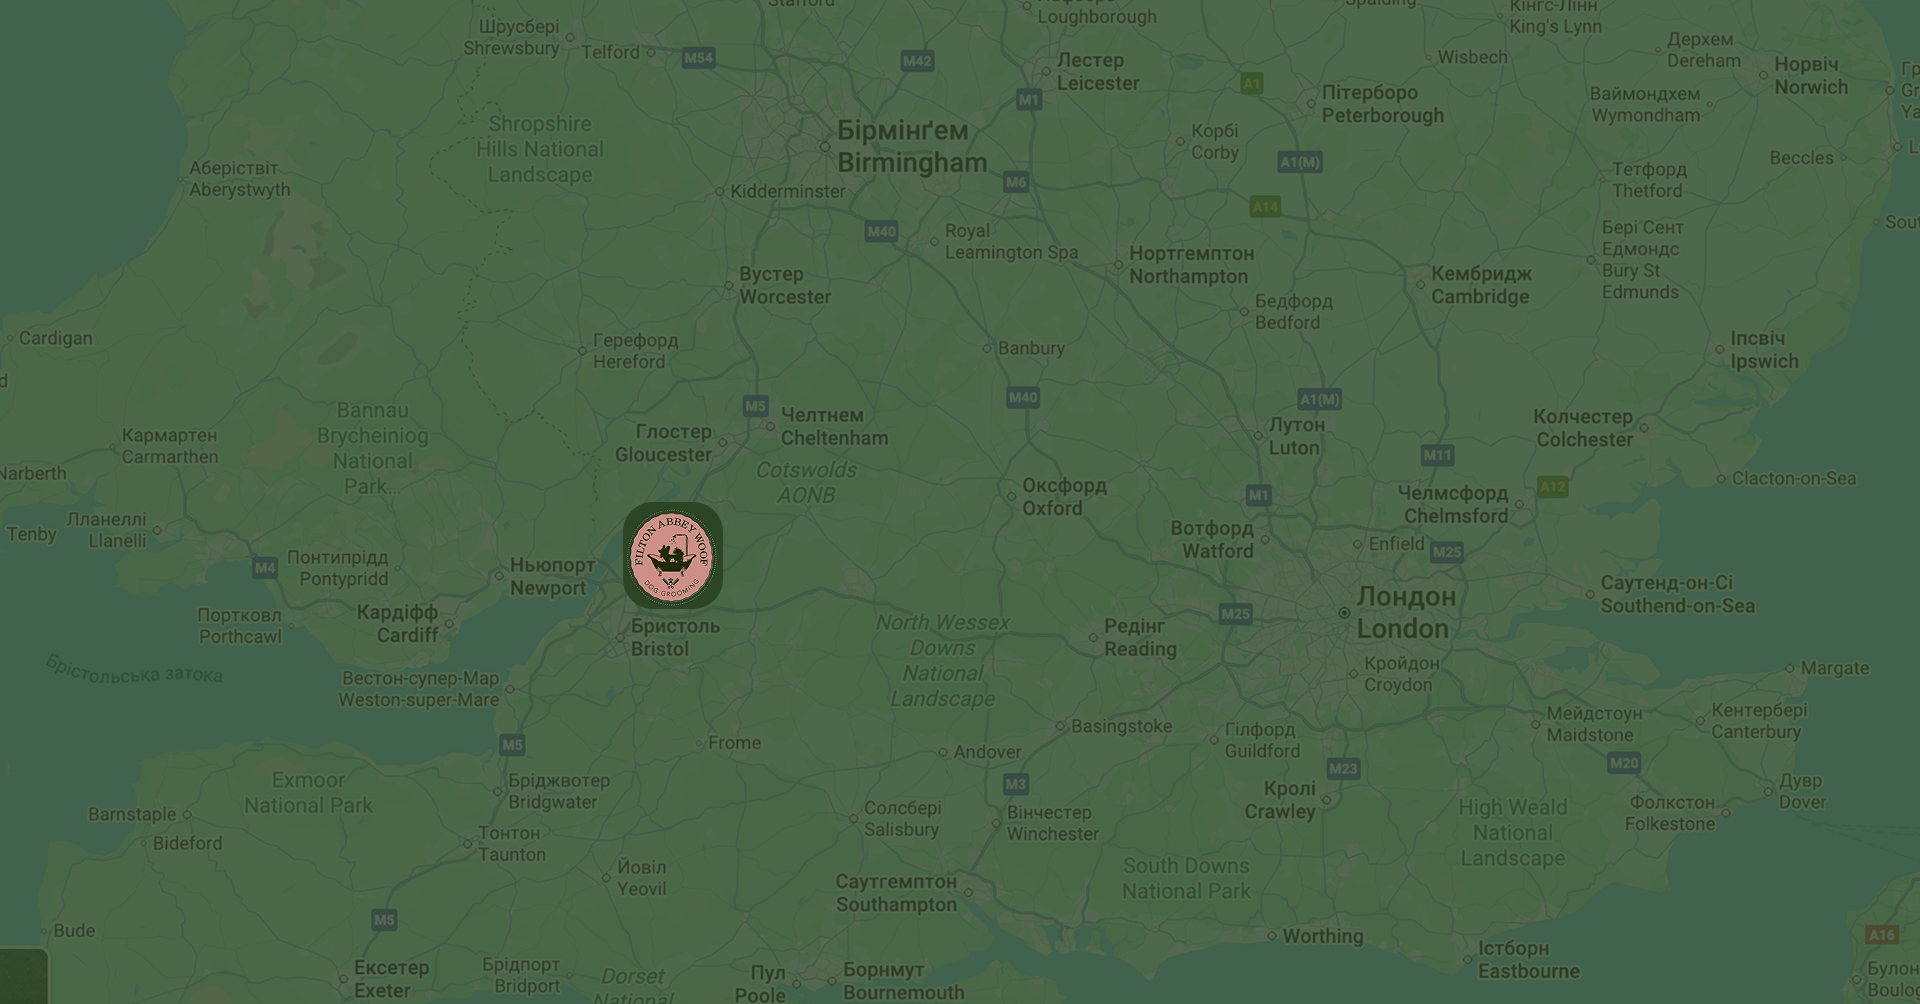 Stafford
Loughborough
Spalding
Кінгс-Лінн
King's Lynn
Шрусбері
Shrewsbury
Telford
M54
M42
Лестер
Leicester
M1
A1
Wisbech
Дерхем
Dereham
Норвіч
Norwich
Пітерборо
Peterborough
Ваймондхем
Wymondham
Shropshire
Hills National
Landscape
Бірмінґем
Birmingham
Корбі
Corby
A1(M)
Beccles
Аберіствіт
Aberystwyth
Kidderminster
M6
A14
Тетфорд
Thetford
M40
Royal
Leamington Spa
Нортгемптон
Northampton
Бері Сент
Едмондс
Bury St
Edmunds
Вустер
Worcester
Кембридж
Cambridge
Бедфорд
Bedford
Cardigan
Герефорд
Hereford
Banbury
Іпсвіч
Ipswich
M5
M40
A1(M)
Bannau
Brycheiniog
National
Park...
Челтнем
Cheltenham
Колчестер
Colchester
Кармартен
Carmarthen
Глостер
Gloucester
Лутон
Luton
M11
Narberth
Cotswolds
AONB
Оксфорд
Oxford
M1
Челмсфорд
Chelmsford
A12
Clacton-on-Sea
Tenby
Лланеллі
Llanelli
FILTON ABBEY WOOF
DOG GROOMING
Вотфорд
Watford
Enfield
M25
M4
Понтипрідд
Pontypridd
Ньюпорт
Newport
Саутенд-он-Сі
Southend-on-Sea
Портковл
Porthcawl
Кардіфф
Cardiff
Бристоль
Bristol
North Wessex
Downs
National
Landscape
Редінг
Reading
M25
Лондон
London
Брістольська затока
Вестон-супер-Мар
Weston-super-Mare
Кройдон
Croydon
Margate
M5
Frome
Andover
Basingstoke
Гілфорд
Guildford
Мейдстоун
Maidstone
Кентербері
Canterbury
Exmoor
National Park
Бріджвотер
Bridgwater
M3
M23
M20
Кролі
Crawley
Дувр
Dover
Barnstaple
Солсбері
Salisbury
Вінчестер
Winchester
High Weald
National
Landscape
Фолкстон
Folkestone
Bideford
Тонтон
Taunton
Йовіл
Yeovil
Саутгемптон
Southampton
South Downs
National Park
Bude
M5
Worthing
Істборн
Eastbourne
A16
Ексетер
Exeter
Брідпорт
Bridport
Dorset
National
Пул
Poole
Борнмут
Bournemouth